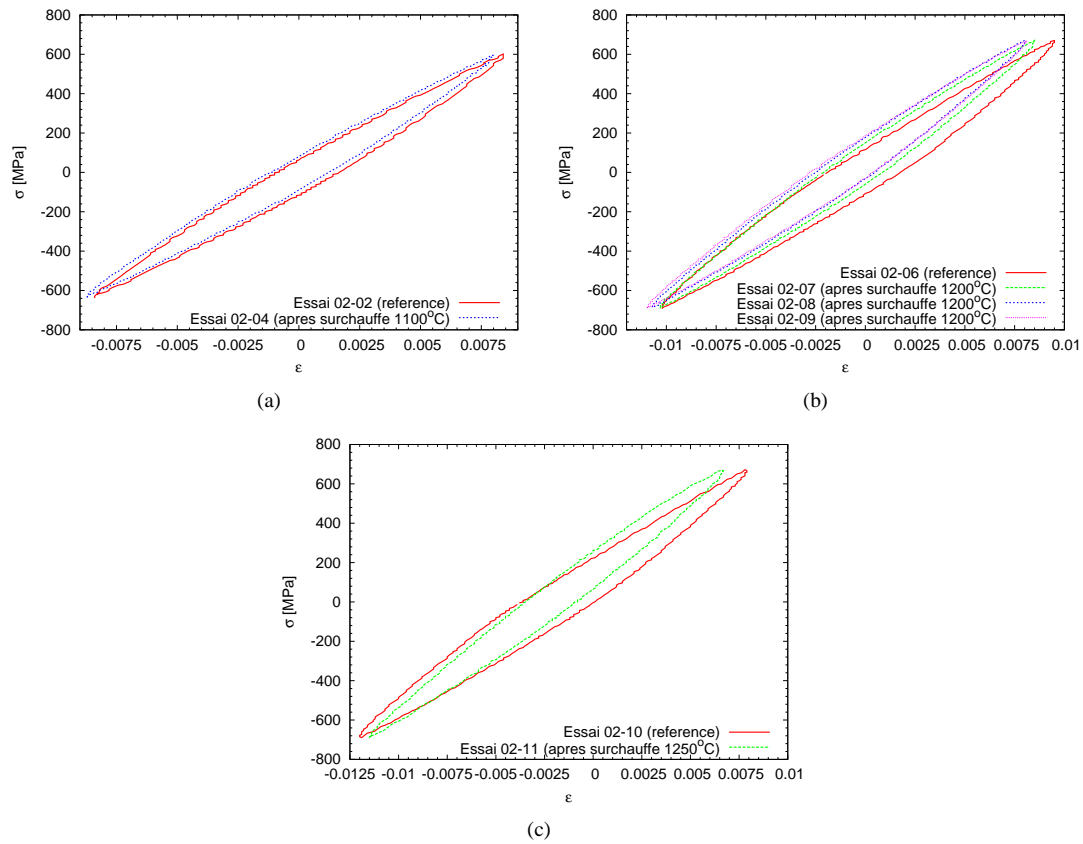 800
600
400
200
0
-200
-400
-600
-800
σ [MPa]
-0.0075 -0.005 -0.0025 0 0.0025 0.005 0.0075
ε
Essai 02-02 (reference)
Essai 02-04 (apres surchauffe 1100°C)
(a)
800
600
400
200
0
-200
-400
-600
-800
σ [MPa]
-0.01 -0.0075 -0.005 -0.0025 0 0.0025 0.005 0.0075 0.01
ε
Essai 02-06 (reference)
Essai 02-07 (apres surchauffe 1200°C)
Essai 02-08 (apres surchauffe 1200°C)
Essai 02-09 (apres surchauffe 1200°C)
(b)
800
600
400
200
0
-200
-400
-600
-800
σ [MPa]
-0.0125 -0.01 -0.0075 -0.005 -0.0025 0 0.0025 0.005 0.0075 0.01
ε
Essai 02-10 (reference)
Essai 02-11 (apres surchauffe 1250°C)
(c)